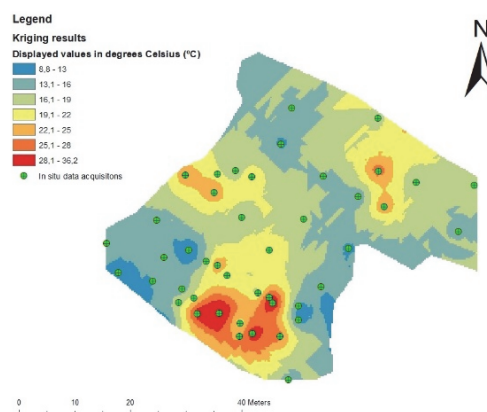 Legend
Kriging results
Displayed values in degrees Celsius (ºC)
8,8 - 13
13,1 - 16
16,1 - 19
19,1 - 22
22,1 - 25
25,1 - 28
28,1 - 36,2
In situ data acquisitons
N
0 10 20 40 Meters